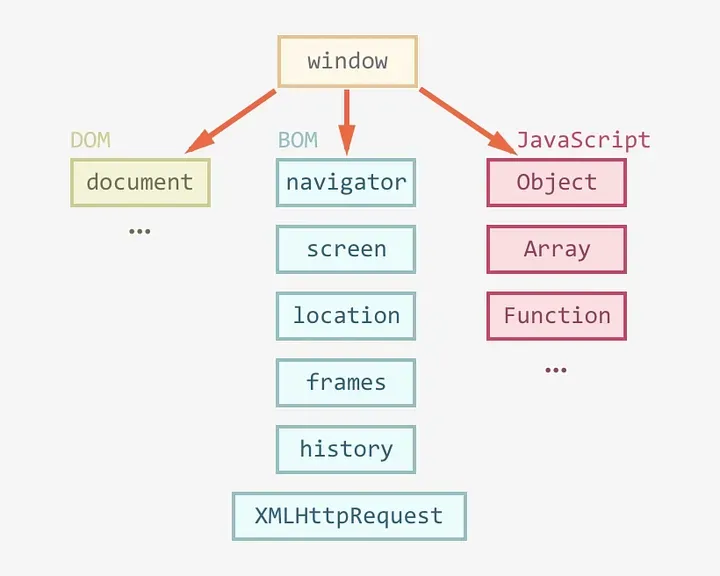 window
DOM
document
...
BOM
navigator
screen
location
frames
history
XMLHttpRequest
JavaScript
Object
Array
Function
...